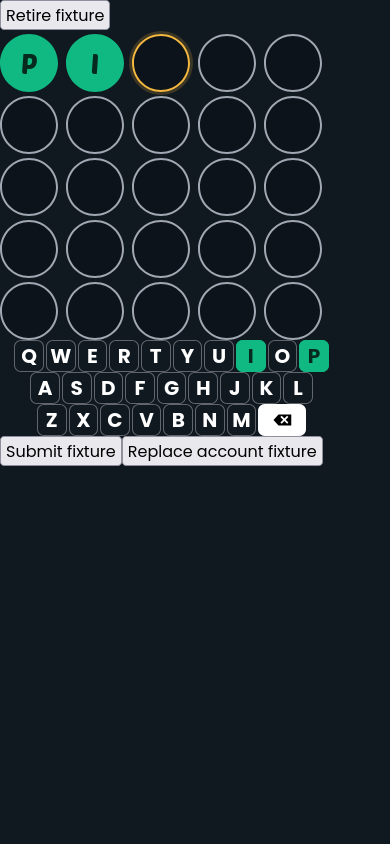 Retire fixture
P I
Q W E R T Y U I O P
A S D F G H J K L
Z X C V B N M
Submit fixture Replace account fixture